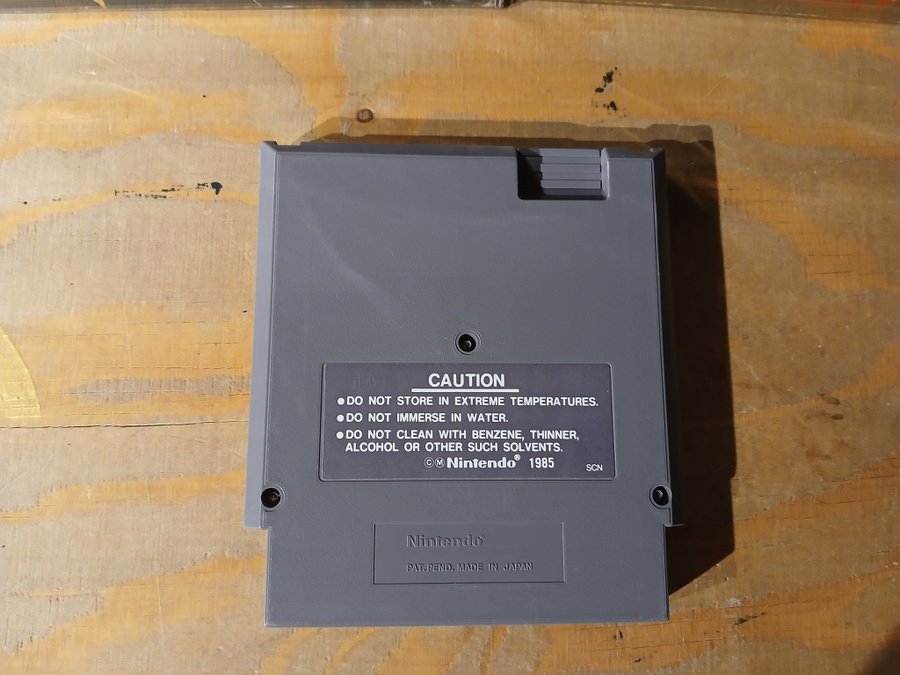 CAUTION
●DO NOT STORE IN EXTREME TEMPERATURES.
●DO NOT IMMERSE IN WATER.
●DO NOT CLEAN WITH BENZENE, THINNER,
ALCOHOL OR OTHER SUCH SOLVENTS.
ⒸⓂNintendo® 1985 SCN
Nintendo®
PAT. PEND. MADE IN JAPAN